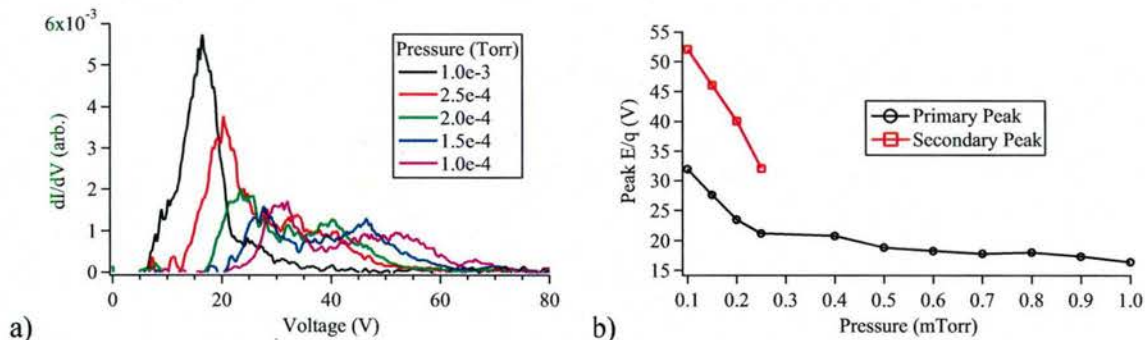 6x10⁻³
5
4
3
2
1
0
dI/dV (arb.)
0 20 40 60 80
Voltage (V)
Pressure (Torr)
1.0e-3
2.5e-4
2.0e-4
1.5e-4
1.0e-4
a)
55
50
45
40
35
30
25
20
15
Peak E/q (V)
Primary Peak
Secondary Peak
0.1 0.2 0.3 0.4 0.5 0.6 0.7 0.8 0.9 1.0
Pressure (mTorr)
b)